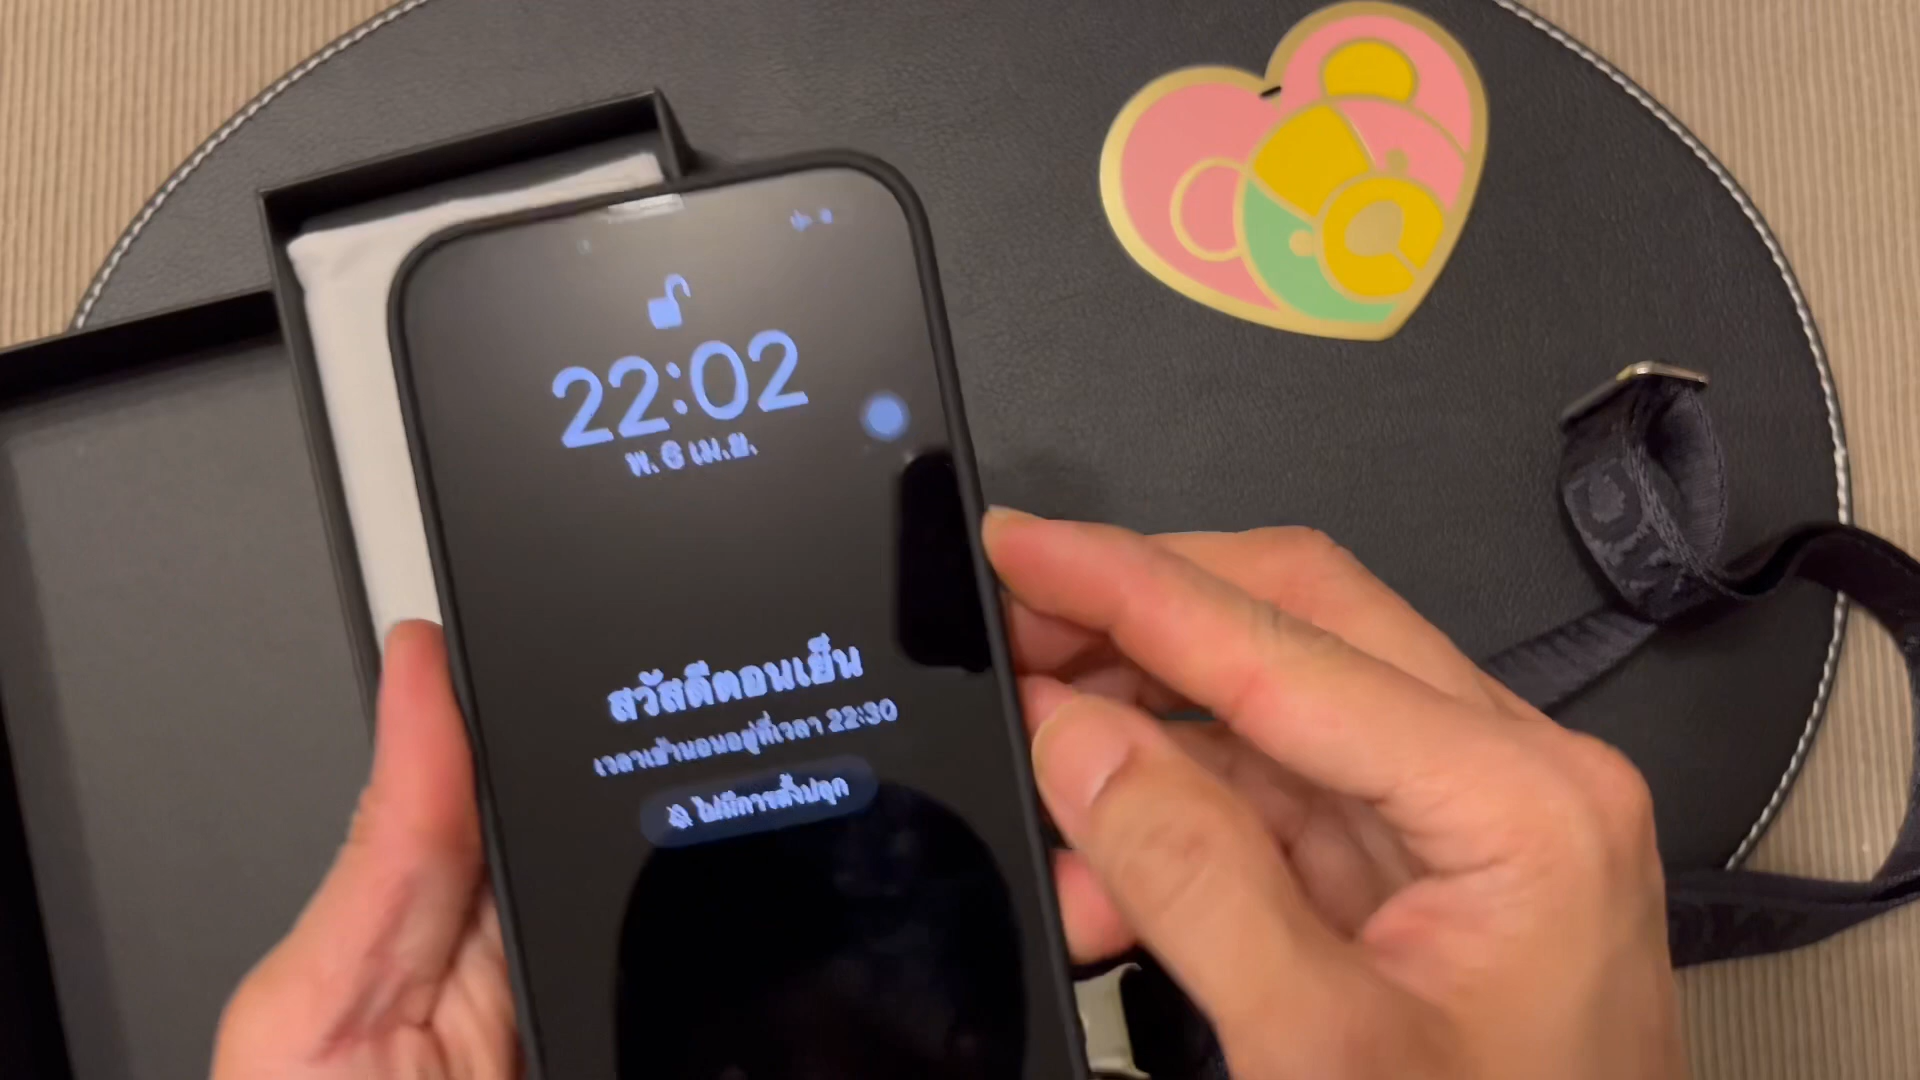 22:02
พ. 6 เม.ย.
สวัสดีตอนเย็น
เวลาเข้านอนอยู่ที่เวลา 22:30
ไม่มีการตั้งปลุก